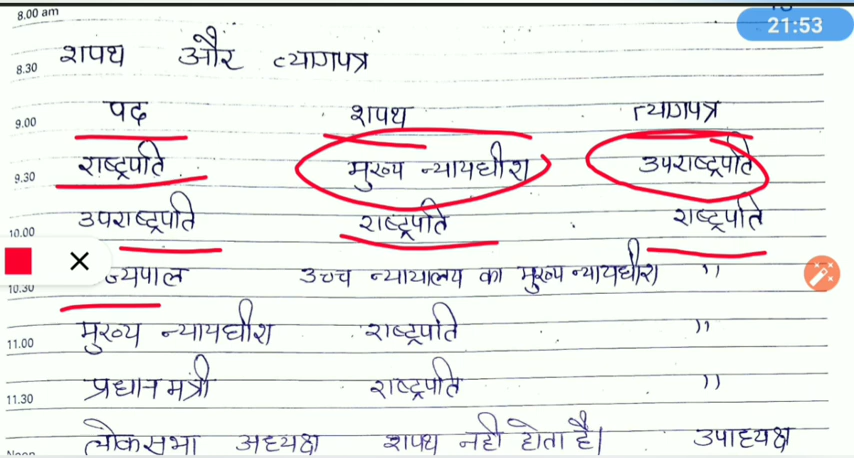 8.00 am
21:53
शपथ और त्यागपत्र
8.30
पद शपथ त्यागपत्र
9.00
राष्ट्रपति मुख्य न्यायधीश उपराष्ट्रपति
9.30
उपराष्ट्रपति राष्ट्रपति राष्ट्रपति
10.00
ज्यपाल उच्च न्यायालय का मुख्य न्यायधीश "
10.30
मुख्य न्यायधीश राष्ट्रपति "
11.00
प्रधान मंत्री राष्ट्रपति "
11.30
लोकसभा अध्यक्ष शपथ नही होता है। उपाध्यक्ष